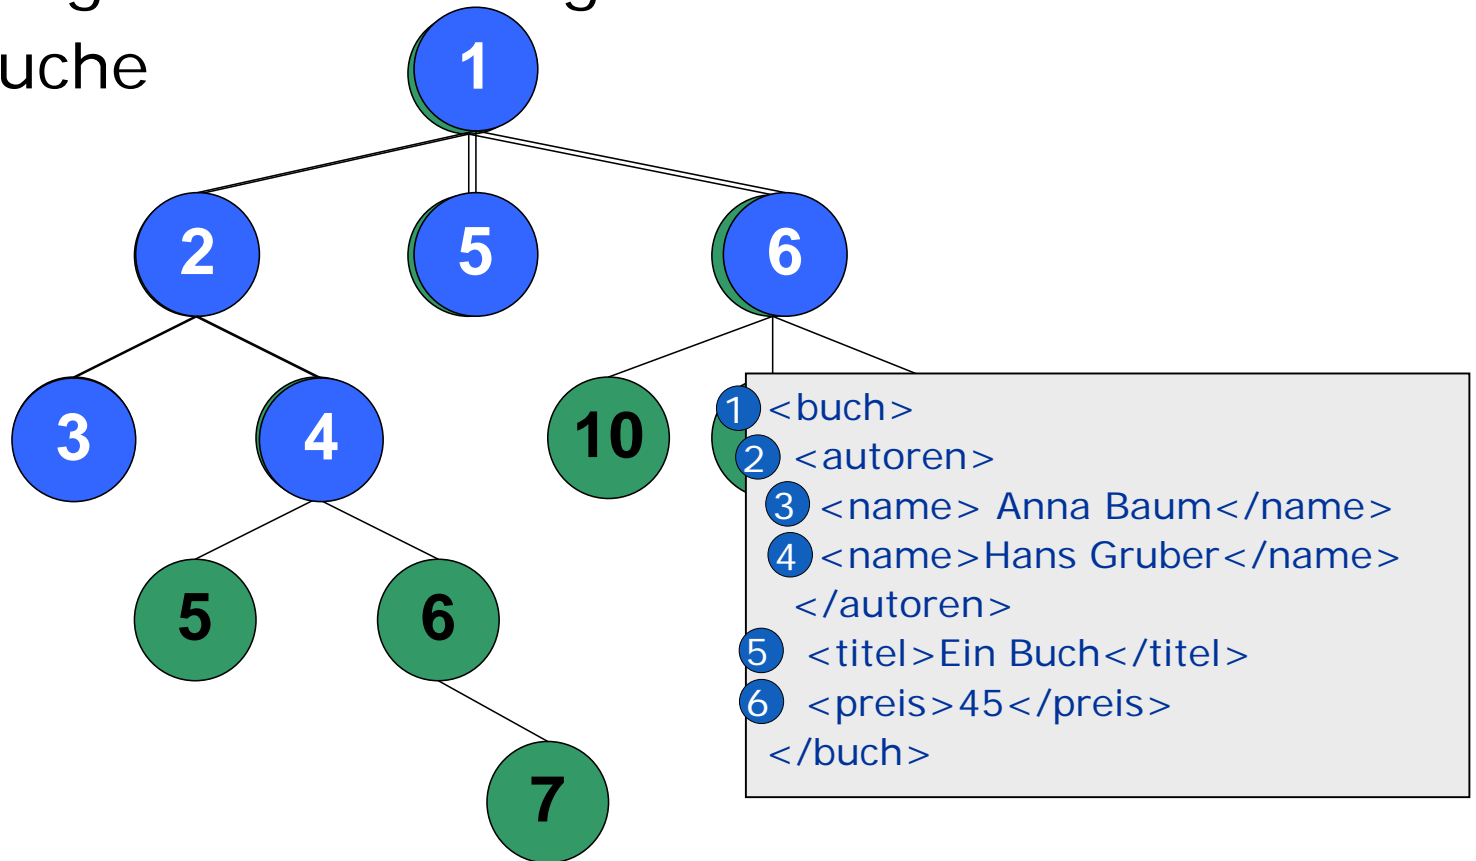 uche
1
2
5
6
3
4
10
5
6
7
1 <buch>
2 <autoren>
3 <name> Anna Baum</name>
4 <name>Hans Gruber</name>
</autoren>
5 <titel>Ein Buch</titel>
6 <preis>45</preis>
</buch>